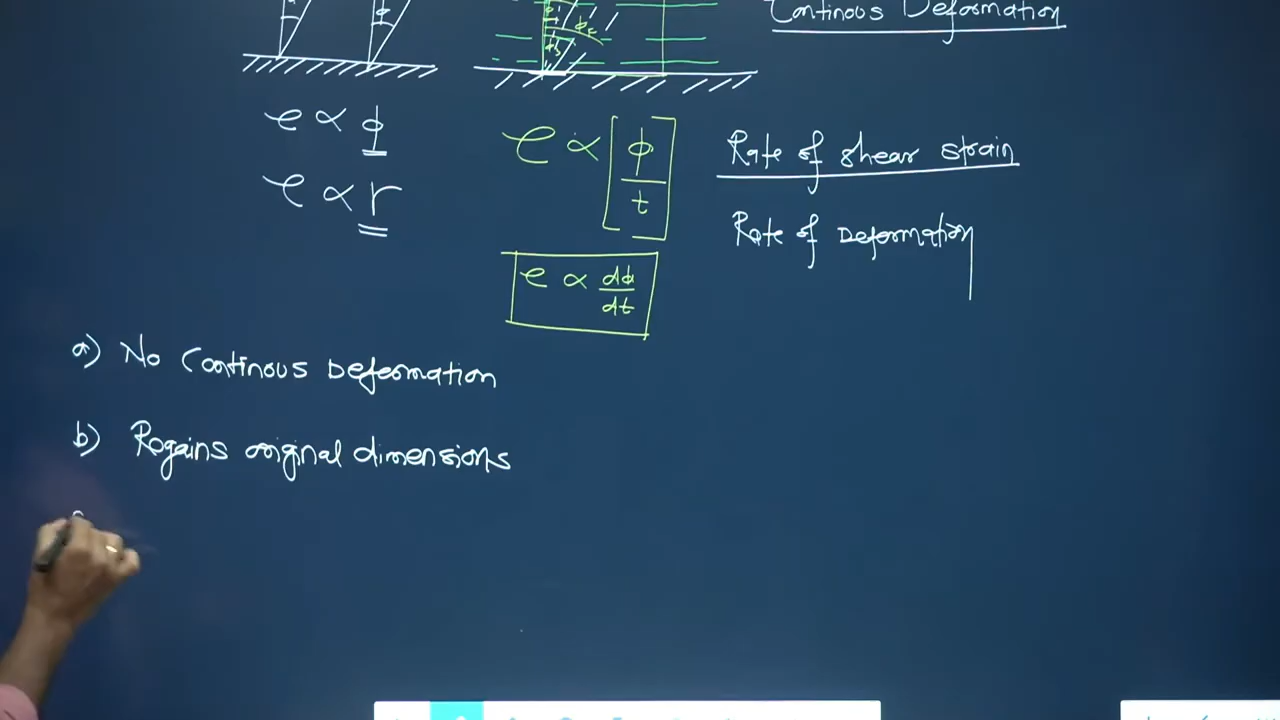 Continous Deformation
τ ∝ ϕ
τ ∝ r
τ ∝ [ϕ/t]
Rate of shear strain
Rate of Deformation
τ ∝ dϕ/dt
a) No Continous Deformation
b) Regains original dimensions